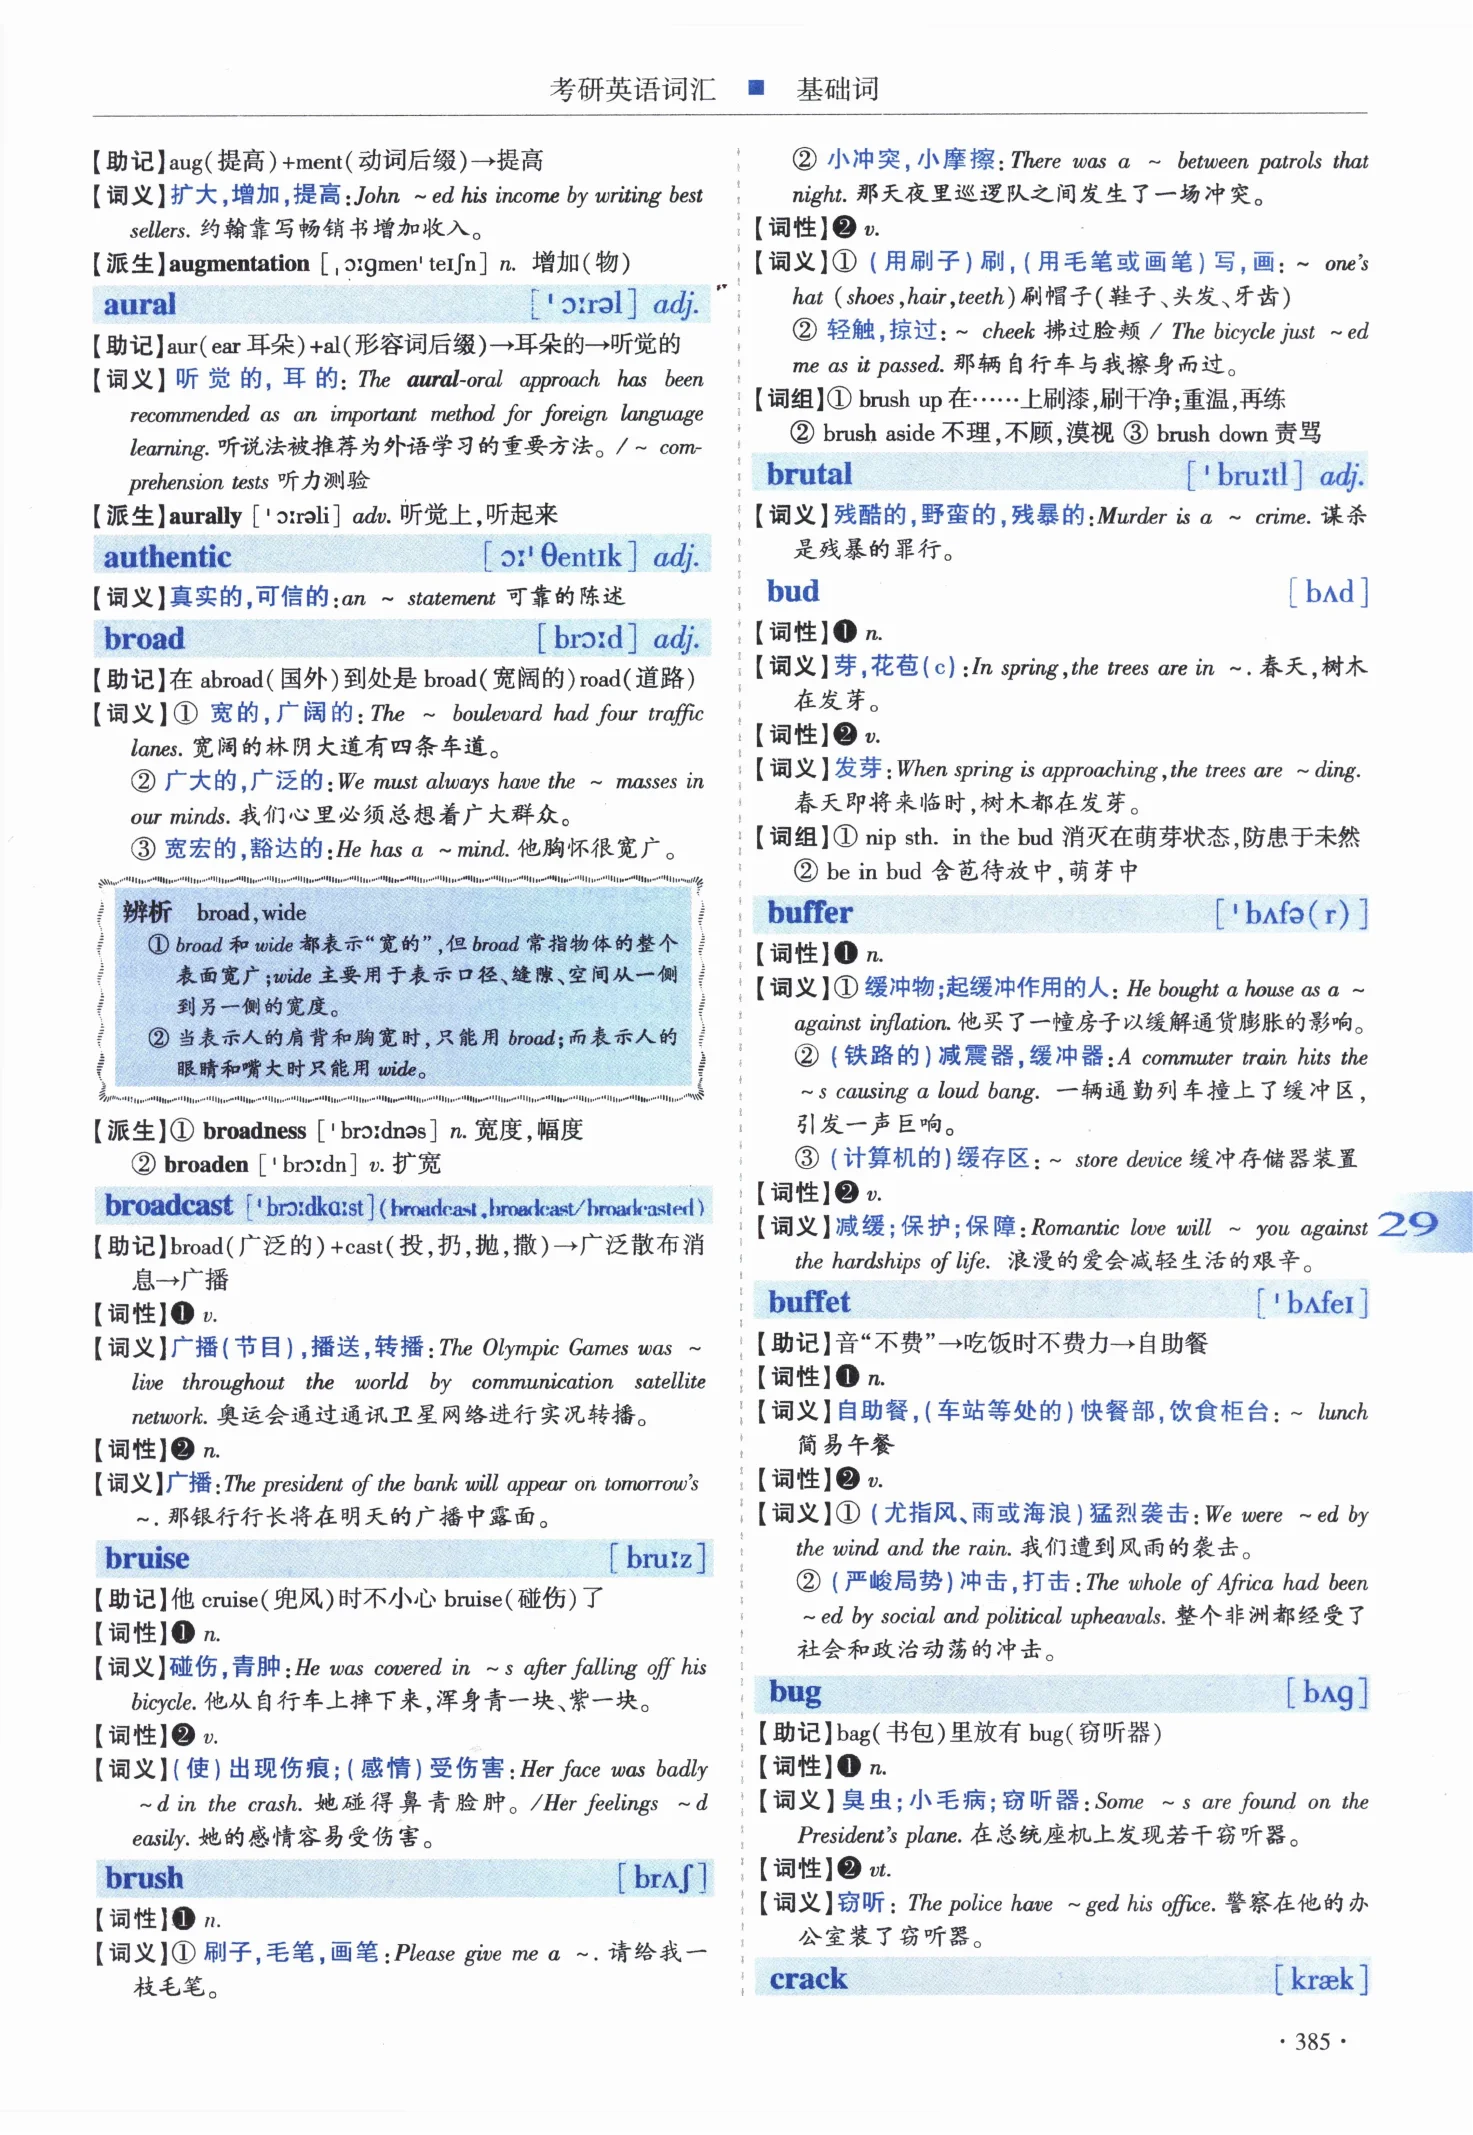 考研英语词汇 ■ 基础词
【助记】aug(提高)+ment(动词后缀)→提高
【词义】扩大,增加,提高:John ~ed his income by writing best
sellers. 约翰靠写畅销书增加收入。
【派生】augmentation [ˌɔːgmen'teɪʃn] n. 增加(物)
aural ['ɔːrəl] adj.
【助记】aur(ear 耳朵)+al(形容词后缀)→耳朵的→听觉的
【词义】听觉的,耳的: The aural-oral approach has been
recommended as an important method for foreign language
learning. 听说法被推荐为外语学习的重要方法。/ ~ com-
prehension tests 听力测验
【派生】aurally ['ɔːrəli] adv. 听觉上,听起来
authentic [ɔː'θentɪk] adj.
【词义】真实的,可信的:an ~ statement 可靠的陈述
broad [brɔːd] adj.
【助记】在 abroad(国外)到处是 broad(宽阔的)road(道路)
【词义】① 宽的,广阔的: The ~ boulevard had four traffic
lanes. 宽阔的林阴大道有四条车道。
② 广大的,广泛的:We must always have the ~ masses in
our minds. 我们心里必须总想着广大群众。
③ 宽宏的,豁达的:He has a ~ mind. 他胸怀很宽广。
辨析 broad,wide
① broad 和 wide 都表示“宽的”,但 broad 常指物体的整个
表面宽广;wide 主要用于表示口径、缝隙、空间从一侧
到另一侧的宽度。
② 当表示人的肩背和胸宽时,只能用 broad;而表示人的
眼睛和嘴大时只能用 wide。
【派生】① broadness ['brɔːdnəs] n. 宽度,幅度
② broaden ['brɔːdn] v. 扩宽
broadcast ['brɔːdkɑːst] (broadcast,broadcast/broadcasted)
【助记】broad(广泛的)+cast(投,扔,抛,撒)→广泛散布消
息→广播
【词性】❶ v.
【词义】广播(节目),播送,转播: The Olympic Games was ~
live throughout the world by communication satellite
network. 奥运会通过通讯卫星网络进行实况转播。
【词性】❷ n.
【词义】广播: The president of the bank will appear on tomorrow's
~. 那银行行长将在明天的广播中露面。
bruise [bruːz]
【助记】他 cruise(兜风)时不小心 bruise(碰伤)了
【词性】❶ n.
【词义】碰伤,青肿:He was covered in ~s after falling off his
bicycle. 他从自行车上摔下来,浑身青一块、紫一块。
【词性】❷ v.
【词义】(使)出现伤痕;(感情)受伤害:Her face was badly
~d in the crash. 她碰得鼻青脸肿。/Her feelings ~d
easily. 她的感情容易受伤害。
brush [brʌʃ]
【词性】❶ n.
【词义】① 刷子,毛笔,画笔:Please give me a ~. 请给我一
枝毛笔。
② 小冲突,小摩擦: There was a ~ between patrols that
night. 那天夜里巡逻队之间发生了一场冲突。
【词性】❷ v.
【词义】① (用刷子)刷,(用毛笔或画笔)写,画: ~ one's
hat (shoes,hair,teeth)刷帽子(鞋子、头发、牙齿)
② 轻触,掠过: ~ cheek 拂过脸颊 / The bicycle just ~ed
me as it passed. 那辆自行车与我擦身而过。
【词组】① brush up 在……上刷漆,刷干净;重温,再练
② brush aside 不理,不顾,漠视 ③ brush down 责骂
brutal ['bruːtl] adj.
【词义】残酷的,野蛮的,残暴的:Murder is a ~ crime. 谋杀
是残暴的罪行。
bud [bʌd]
【词性】❶ n.
【词义】芽,花苞(c):In spring,the trees are in ~. 春天,树木
在发芽。
【词性】❷ v.
【词义】发芽:When spring is approaching,the trees are ~ding.
春天即将来临时,树木都在发芽。
【词组】① nip sth. in the bud 消灭在萌芽状态,防患于未然
② be in bud 含苞待放中,萌芽中
buffer ['bʌfə(r)]
【词性】❶ n.
【词义】① 缓冲物;起缓冲作用的人: He bought a house as a ~
against inflation. 他买了一幢房子以缓解通货膨胀的影响。
② (铁路的)减震器,缓冲器:A commuter train hits the
~s causing a loud bang. 一辆通勤列车撞上了缓冲区,
引发一声巨响。
③ (计算机的)缓存区: ~ store device 缓冲存储器装置
【词性】❷ v.
【词义】减缓;保护;保障:Romantic love will ~ you against
the hardships of life. 浪漫的爱会减轻生活的艰辛。
29
buffet ['bʌfeɪ]
【助记】音“不费”→吃饭时不费力→自助餐
【词性】❶ n.
【词义】自助餐,(车站等处的)快餐部,饮食柜台: ~ lunch
简易午餐
【词性】❷ v.
【词义】① (尤指风、雨或海浪)猛烈袭击:We were ~ed by
the wind and the rain. 我们遭到风雨的袭击。
② (严峻局势)冲击,打击:The whole of Africa had been
~ed by social and political upheavals. 整个非洲都经受了
社会和政治动荡的冲击。
bug [bʌg]
【助记】bag(书包)里放有 bug(窃听器)
【词性】❶ n.
【词义】臭虫;小毛病;窃听器:Some ~s are found on the
President's plane. 在总统座机上发现若干窃听器。
【词性】❷ vt.
【词义】窃听: The police have ~ged his office. 警察在他的办
公室装了窃听器。
crack [kræk]
·385·